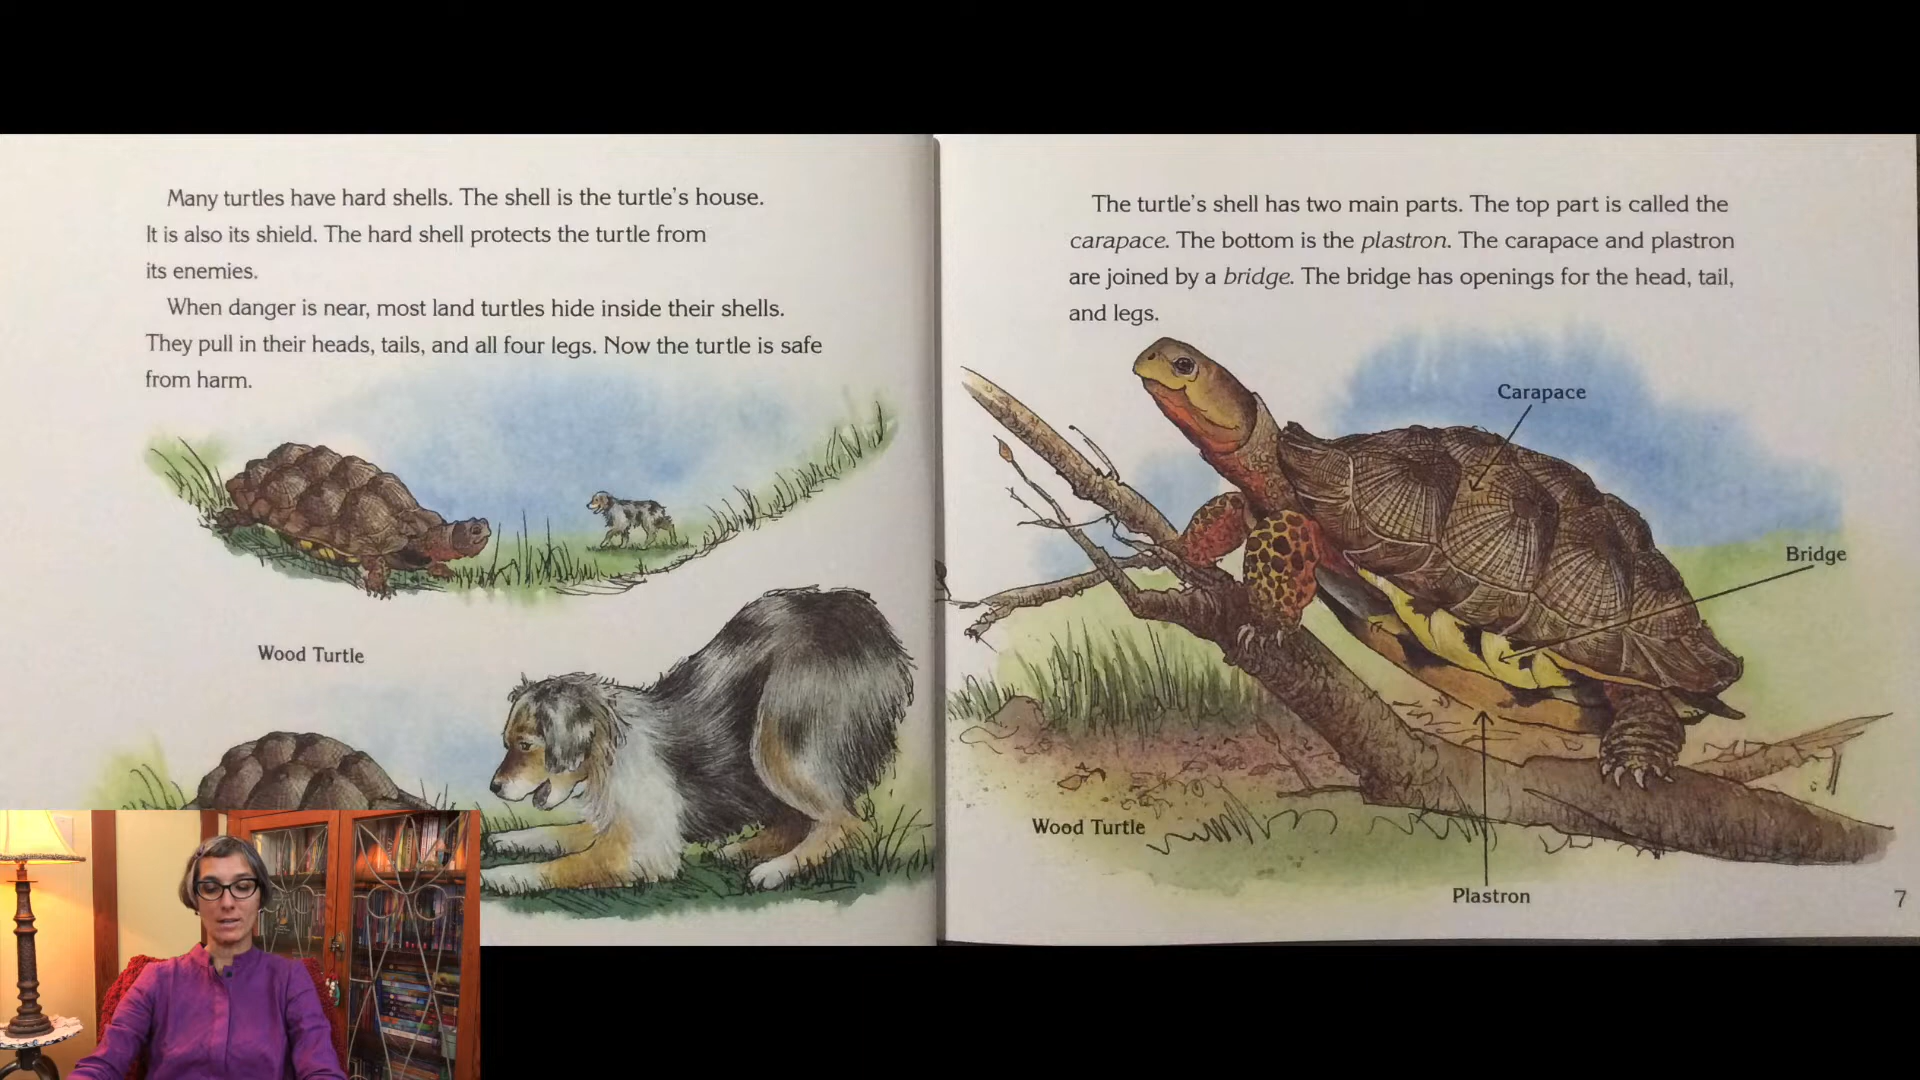 Many turtles have hard shells. The shell is the turtle's house.
It is also its shield. The hard shell protects the turtle from
its enemies.
When danger is near, most land turtles hide inside their shells.
They pull in their heads, tails, and all four legs. Now the turtle is safe
from harm.
Wood Turtle
The turtle's shell has two main parts. The top part is called the
carapace. The bottom is the plastron. The carapace and plastron
are joined by a bridge. The bridge has openings for the head, tail,
and legs.
Carapace
Bridge
Wood Turtle
Plastron
7